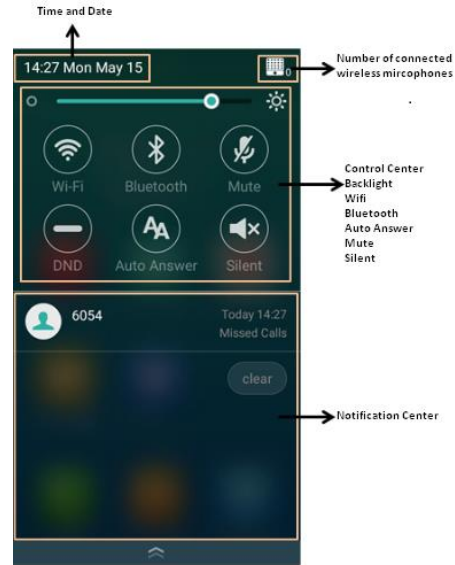 Time and Date
14:27 Mon May 15
0
Number of connected
wireless mircophones
.
Wi-Fi
Bluetooth
Mute
DND
AA
Auto Answer
Silent
Control Center
Backlight
Wifi
Bluetooth
Auto Answer
Mute
Silent
6054
Today 14:27
Missed Calls
clear
Notification Center